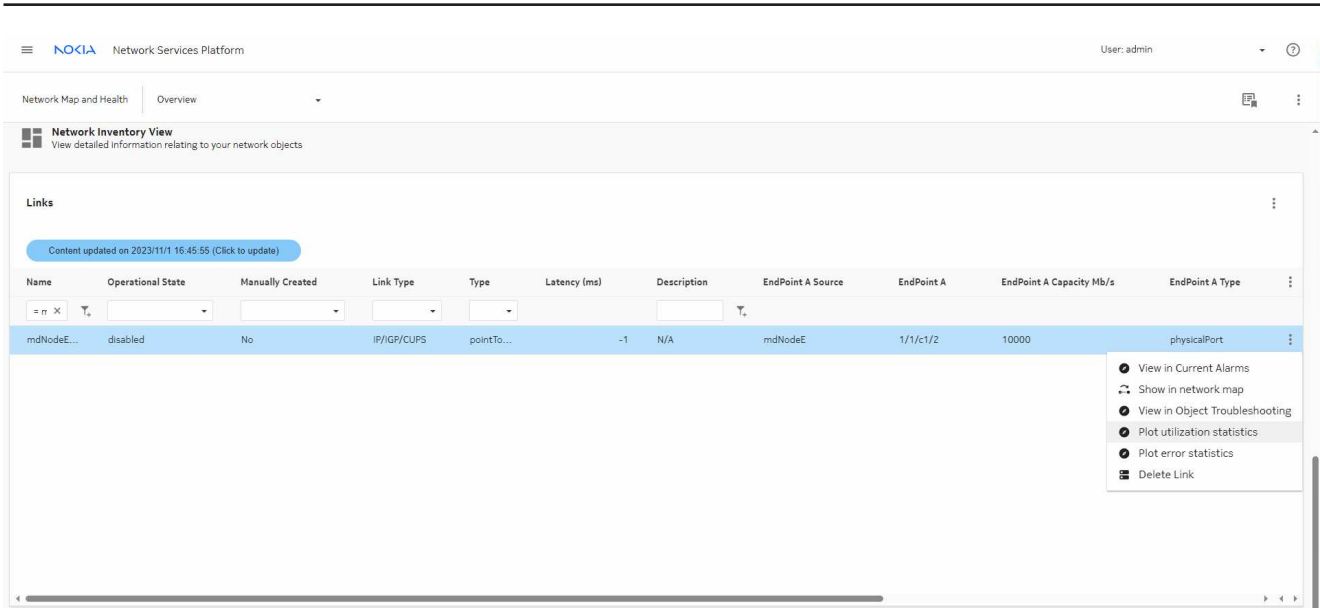 NOKIA Network Services Platform User: admin
Network Map and Health Overview
Network Inventory View
View detailed information relating to your network objects
Links
Content updated on 2023/11/1 16:45:55 (Click to update)
Name Operational State Manually Created Link Type Type Latency (ms) Description EndPoint A Source EndPoint A EndPoint A Capacity Mb/s EndPoint A Type
mdNodeE... disabled No IP/IGP/CUPS pointTo... -1 N/A mdNodeE 1/1/c1/2 10000 physicalPort
View in Current Alarms
Show in network map
View in Object Troubleshooting
Plot utilization statistics
Plot error statistics
Delete Link